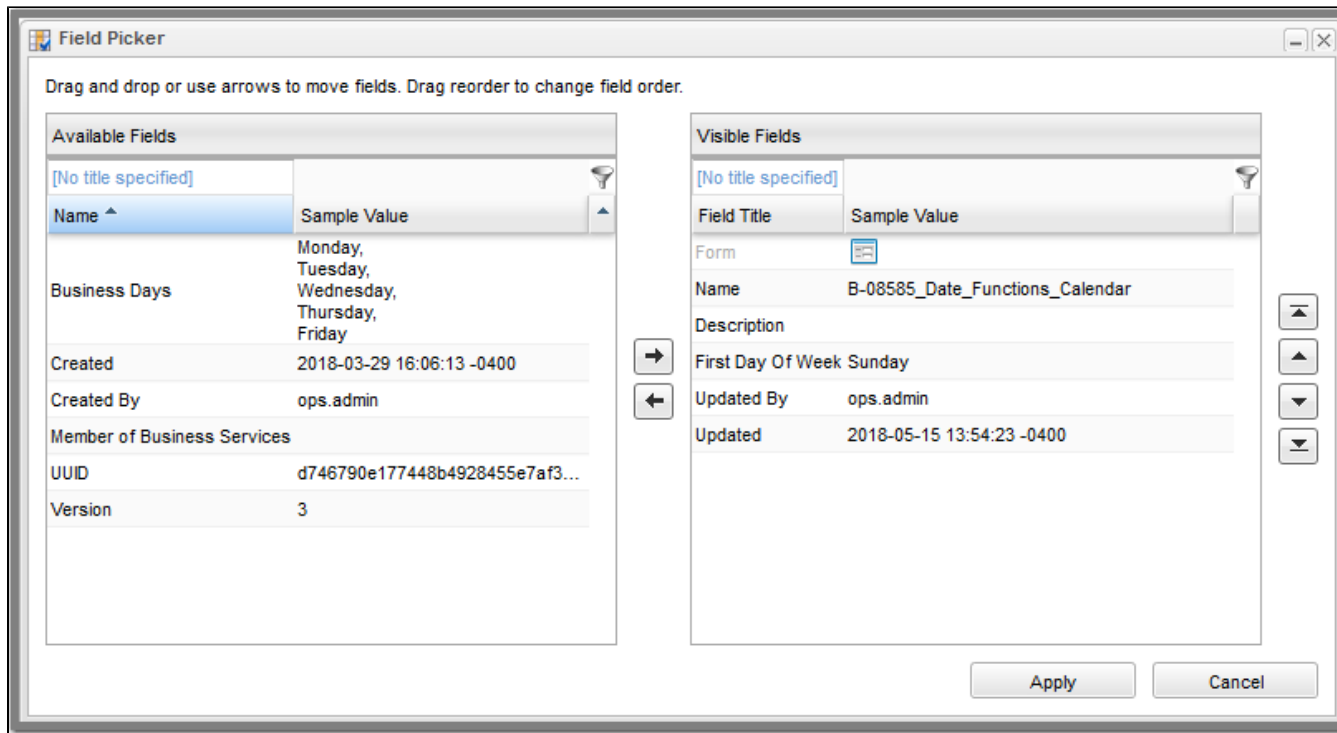 Field Picker
Drag and drop or use arrows to move fields. Drag reorder to change field order.
Available Fields
[No title specified]
Name Sample Value
Business Days
Monday,
Tuesday,
Wednesday,
Thursday,
Friday
Created 2018-03-29 16:06:13 -0400
Created By ops.admin
Member of Business Services
UUID d746790e177448b4928455e7af3...
Version 3
Visible Fields
[No title specified]
Field Title Sample Value
Form
Name B-08585_Date_Functions_Calendar
Description
First Day Of Week Sunday
Updated By ops.admin
Updated 2018-05-15 13:54:23 -0400
Apply Cancel